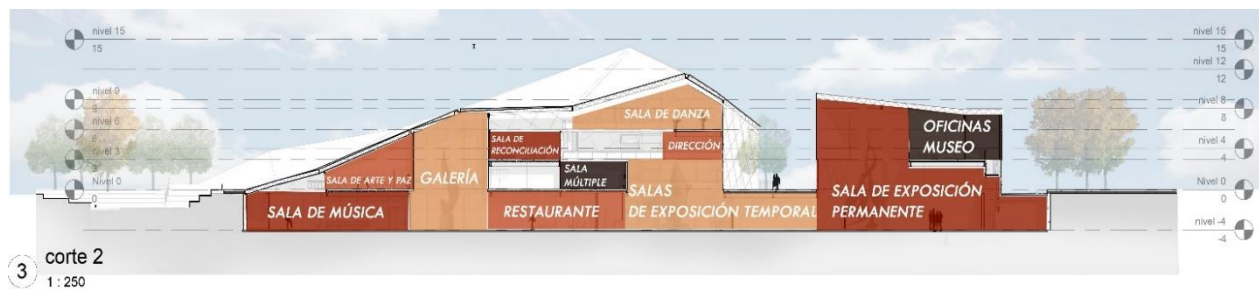 nivel 15
15
nivel 9
9
nivel 6
6
nivel 3
3
Nivel 0
0
SALA DE DANZA
SALA DE
RECONCILIACIÓN
DIRECCIÓN
SALA
MÚLTIPLE
SALA DE ARTE Y PAZ
GALERÍA
SALA DE MÚSICA
RESTAURANTE
SALAS
DE EXPOSICIÓN TEMPORAL
OFICINAS
MUSEO
SALA DE EXPOSICIÓN
PERMANENTE
nivel 15
15
nivel 12
12
nivel 8
8
nivel 4
4
Nivel 0
0
nivel -4
-4
3
corte 2
1 : 250